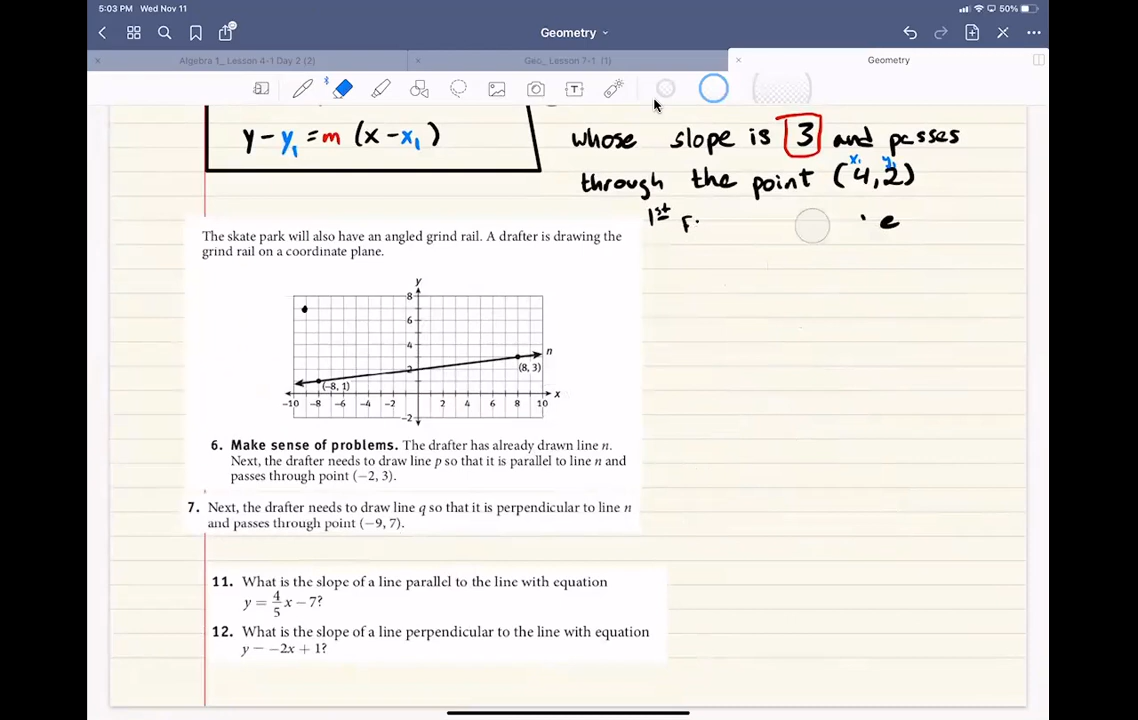 5:03 PM Wed Nov 11
50%
Geometry
Algebra 1_ Lesson 4-1 Day 2 (2)
Geo_ Lesson 7-1 (1)
Geometry
y - y₁ = m (x - x₁)
whose slope is 3 and passes
through the point (4, 2)
x₁ y₁
1st
The skate park will also have an angled grind rail. A drafter is drawing the
grind rail on a coordinate plane.
y
8
6
4
2
-2
n
(8, 3)
(-8, 1)
x
-10 -8 -6 -4 -2 2 4 6 8 10
6. Make sense of problems. The drafter has already drawn line n.
Next, the drafter needs to draw line p so that it is parallel to line n and
passes through point (−2, 3).
7. Next, the drafter needs to draw line q so that it is perpendicular to line n
and passes through point (−9, 7).
11. What is the slope of a line parallel to the line with equation
y = 4/5 x − 7?
12. What is the slope of a line perpendicular to the line with equation
y − −2x + 1?